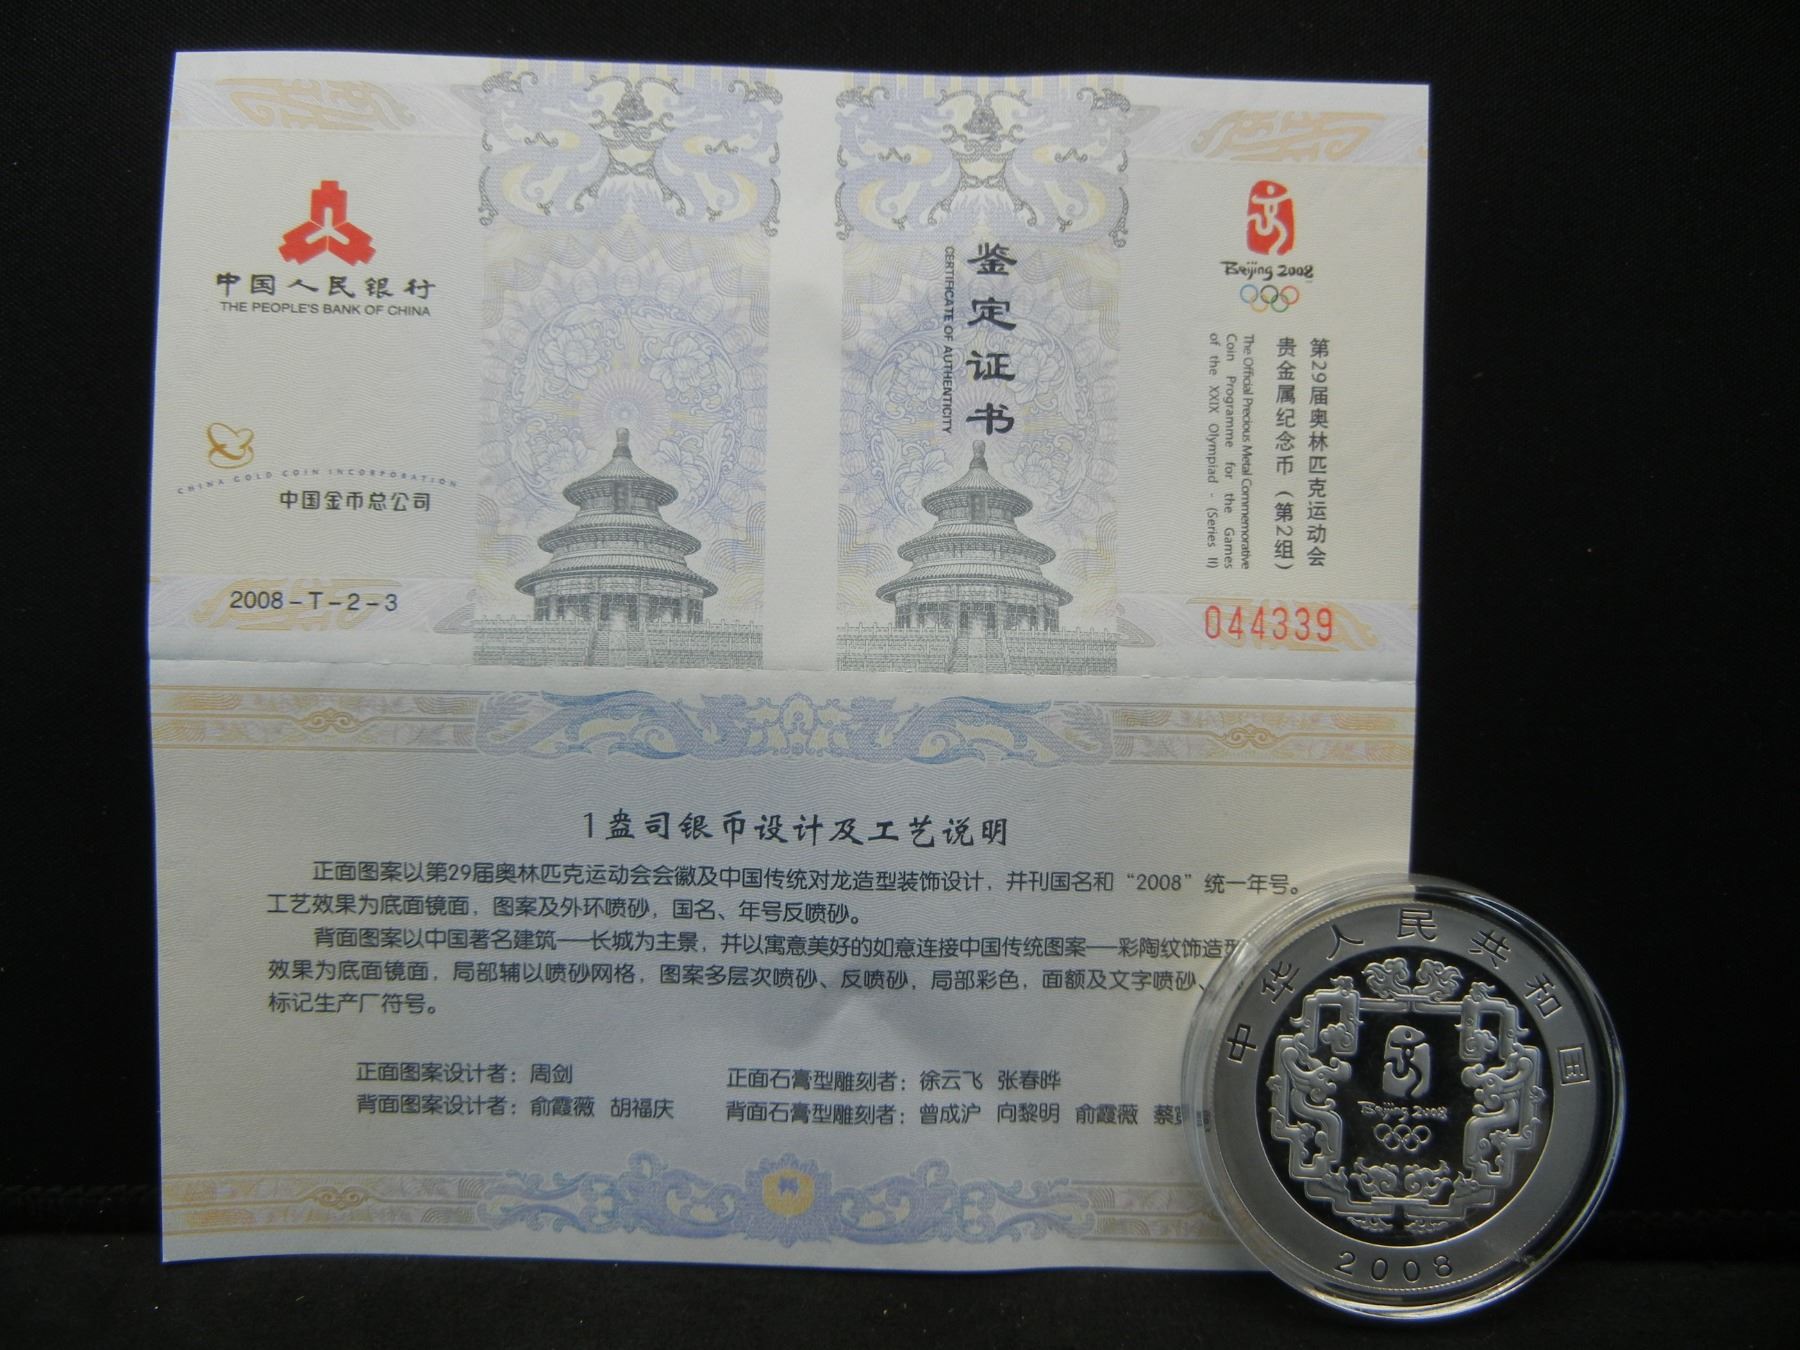 中国人民银行
THE PEOPLE'S BANK OF CHINA
CHINA GOLD COIN INCORPORATION
中国金币总公司
2008-T-2-3
鉴定证书
CERTIFICATE OF AUTHENTICITY
Beijing 2008
第29届奥林匹克运动会
贵金属纪念币（第2组）
The Official Precious Metal Commemorative
Coin Programme for the Games
of the XXIX Olympiad - (Series II)
044339
1盎司银币设计及工艺说明
正面图案以第29届奥林匹克运动会会徽及中国传统对龙造型装饰设计，并刊国名和“2008”统一年号。
工艺效果为底面镜面，图案及外环喷砂，国名、年号反喷砂。
背面图案以中国著名建筑——长城为主景，并以寓意美好的如意连接中国传统图案——彩陶纹饰造型
效果为底面镜面，局部辅以喷砂网格，图案多层次喷砂、反喷砂，局部彩色，面额及文字喷砂、
标记生产厂符号。
正面图案设计者：周剑
正面石膏型雕刻者：徐云飞 张春晔
背面图案设计者：俞霞薇 胡福庆
背面石膏型雕刻者：曾成沪 向黎明 俞霞薇
中华人民共和国
Beijing 2008
2008